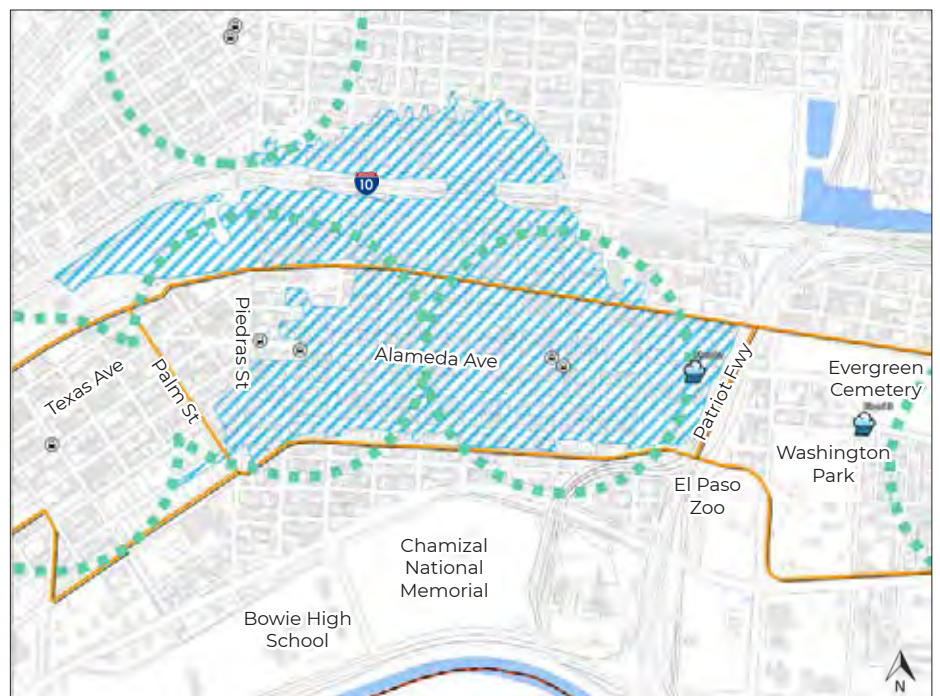 10
Piedras St
Alameda Ave
Texas Ave
Palm St
Patriot Fwy
Evergreen
Cemetery
Washington
Park
El Paso
Zoo
Chamizal
National
Memorial
Bowie High
School
N